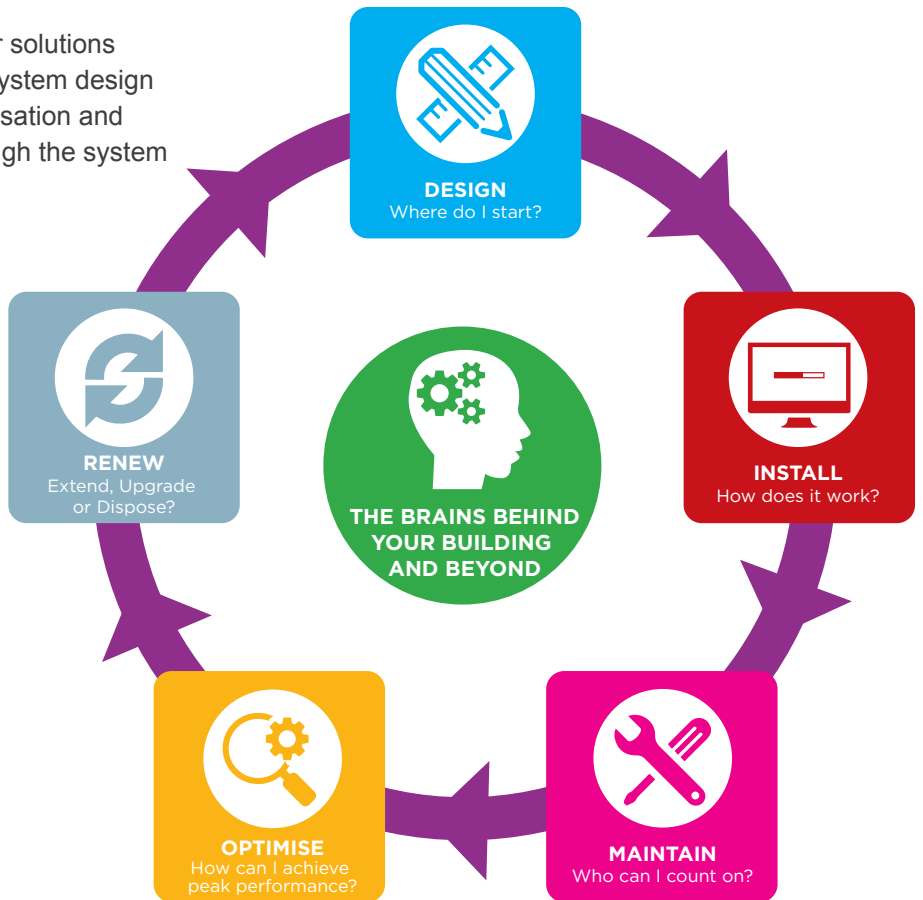 solutions
system design
sation and
gh the system
DESIGN
Where do I start?
RENEW
Extend, Upgrade
or Dispose?
INSTALL
How does it work?
THE BRAINS BEHIND
YOUR BUILDING
AND BEYOND
OPTIMISE
How can I achieve
peak performance?
MAINTAIN
Who can I count on?